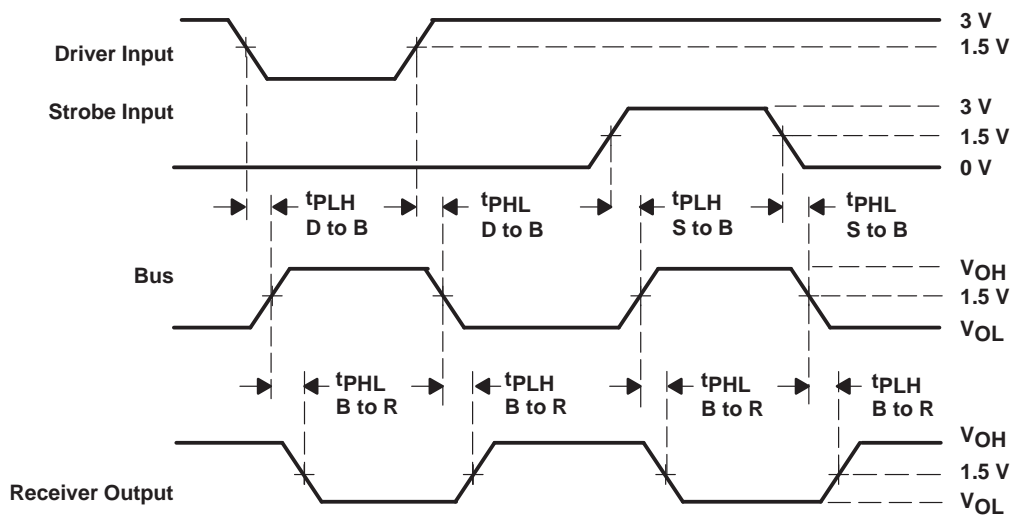 3 V
1.5 V
Driver Input
Strobe Input
3 V
1.5 V
0 V
tPLH
D to B
tPHL
D to B
tPLH
S to B
tPHL
S to B
Bus
VOH
1.5 V
VOL
tPHL
B to R
tPLH
B to R
tPHL
B to R
tPLH
B to R
VOH
1.5 V
Receiver Output
VOL